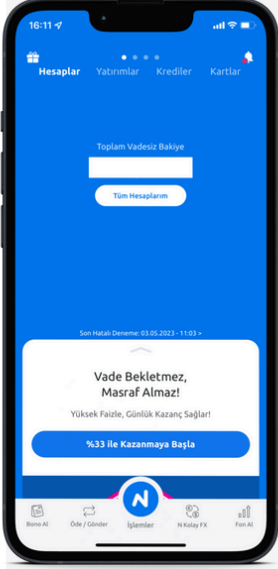 16:11
Hesaplar Yatırımlar Krediler Kartlar
Toplam Vadesiz Bakiye
Tüm Hesaplarım
Son Hatalı Deneme: 03.05.2023 - 11:03 >
Vade Bekletmez,
Masraf Almaz!
Yüksek Faizle, Günlük Kazanç Sağlar!
%33 ile Kazanmaya Başla
N
Bono Al Öde / Gönder İşlemler N Kolay FX Fon Al